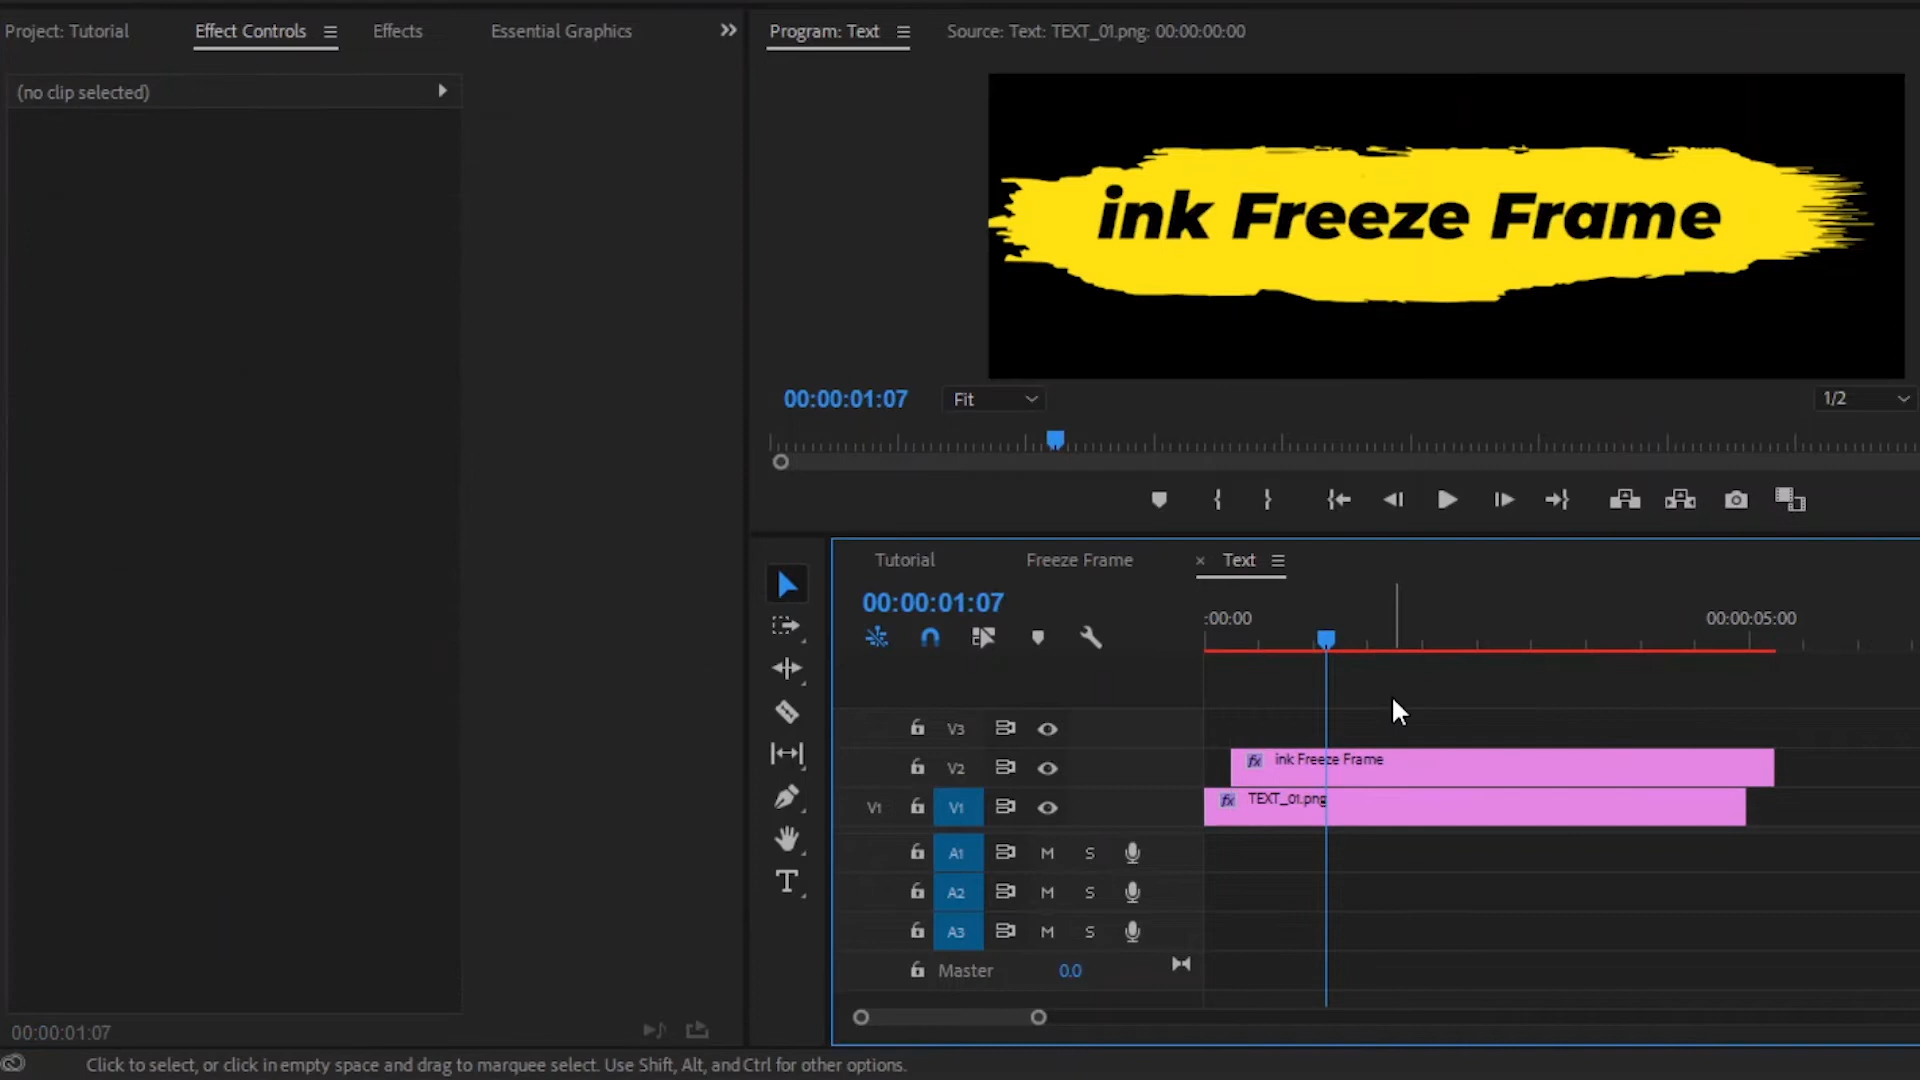 Project: Tutorial
Effect Controls
Effects
Essential Graphics
Program: Text
Source: Text: TEXT_01.png: 00:00:00:00
(no clip selected)
ink Freeze Frame
00:00:01:07
Fit
1/2
Tutorial
Freeze Frame
Text
00:00:01:07
:00:00
00:00:05:00
V3
V2
fx ink Freeze Frame
V1
V1
fx TEXT_01.png
A1
M
S
A2
M
S
A3
M
S
Master
0.0
00:00:01:07
Click to select, or click in empty space and drag to marquee select. Use Shift, Alt, and Ctrl for other options.